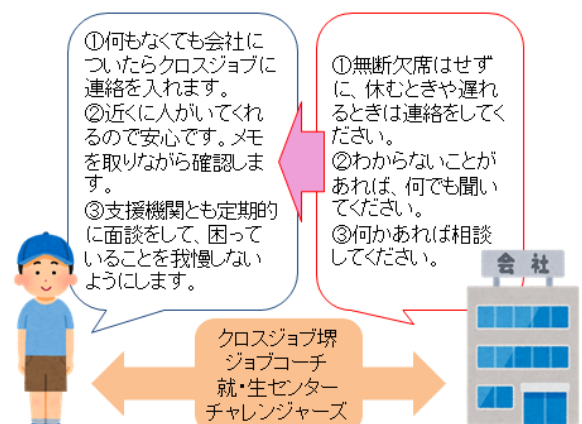 ①何もなくても会社に
ついたらクロスジョブに
連絡を入れます。
②近くに人がいてくれ
るので安心です。メモ
を取りながら確認しま
す。
③支援機関とも定期的
に面談をして、困って
いることを我慢しない
ようにします。
①無断欠席はせず
に、休むときや遅れ
るときは連絡をしてく
ださい。
②わからないことが
あれば、何でも聞い
てください。
③何かあれば相談
してください。
会社
クロスジョブ堺
ジョブコーチ
就・生センター
チャレンジャーズ